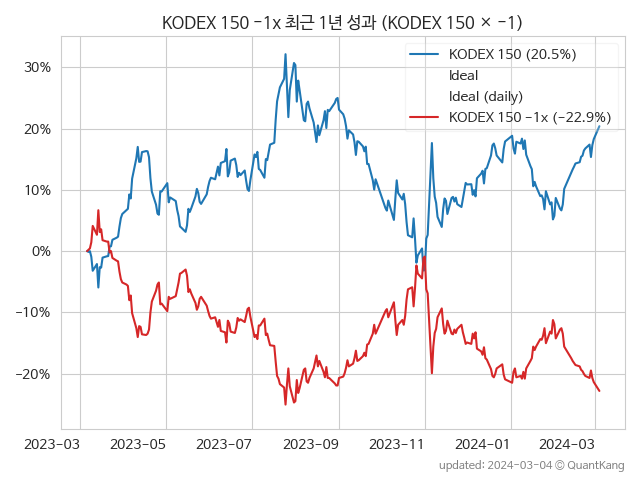 KODEX 150 −1x 최근 1년 성과 (KODEX 150 × −1)
KODEX 150 (20.5%)
Ideal
Ideal (daily)
KODEX 150 −1x (−22.9%)
30%
20%
10%
0%
−10%
−20%
2023-03 2023-05 2023-07 2023-09 2023-11 2024-01 2024-03
updated: 2024-03-04 © QuantKang